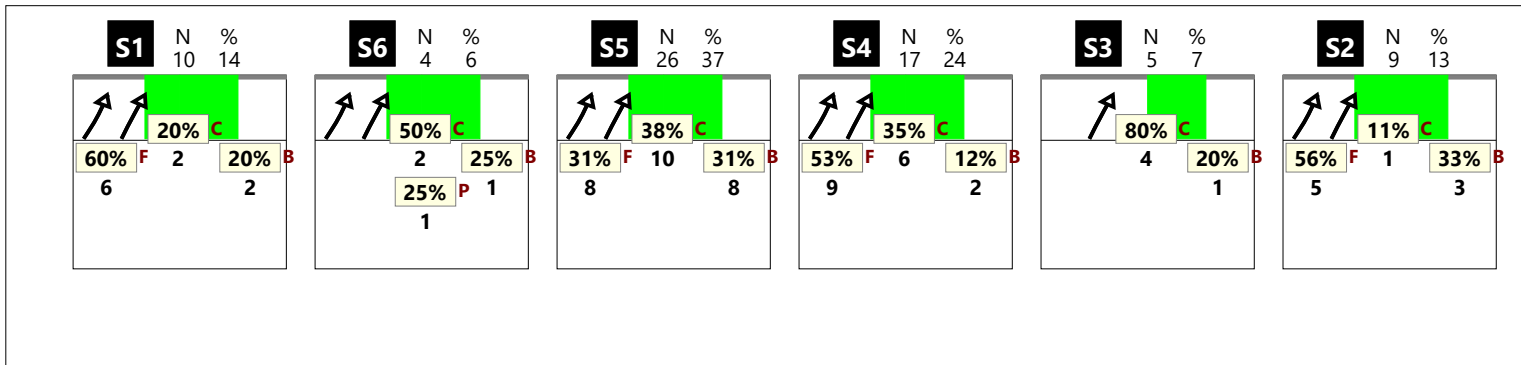 S1 N % S6 N % S5 N % S4 N % S3 N % S2 N %
10 14 4 6 26 37 17 24 5 7 9 13
20% C 50% C 38% C 35% C 80% C 11% C
60% F 2 20% B 2 25% B 31% F 10 31% B 53% F 6 12% B 4 20% B 56% F 1 33% B
6 2 25% P 1 8 8 9 2 1 5 3
1